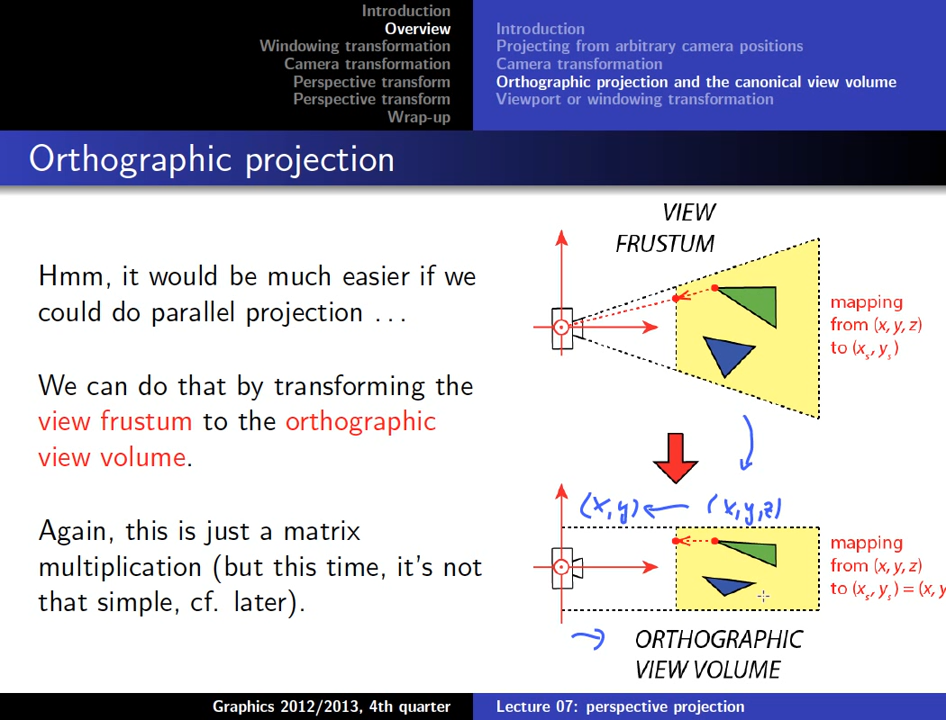 Introduction
Overview
Windowing transformation
Camera transformation
Perspective transform
Perspective transform
Wrap-up
Introduction
Projecting from arbitrary camera positions
Camera transformation
Orthographic projection and the canonical view volume
Viewport or windowing transformation
Orthographic projection
Hmm, it would be much easier if we
could do parallel projection . . .
We can do that by transforming the
view frustum to the orthographic
view volume.
Again, this is just a matrix
multiplication (but this time, it's not
that simple, cf. later).
VIEW
FRUSTUM
mapping
from (x, y, z)
to (xs, ys)
(x, y) ← (x, y, z)
mapping
from (x, y, z)
to (xs, ys) = (x, y
ORTHOGRAPHIC
VIEW VOLUME
Graphics 2012/2013, 4th quarter
Lecture 07: perspective projection